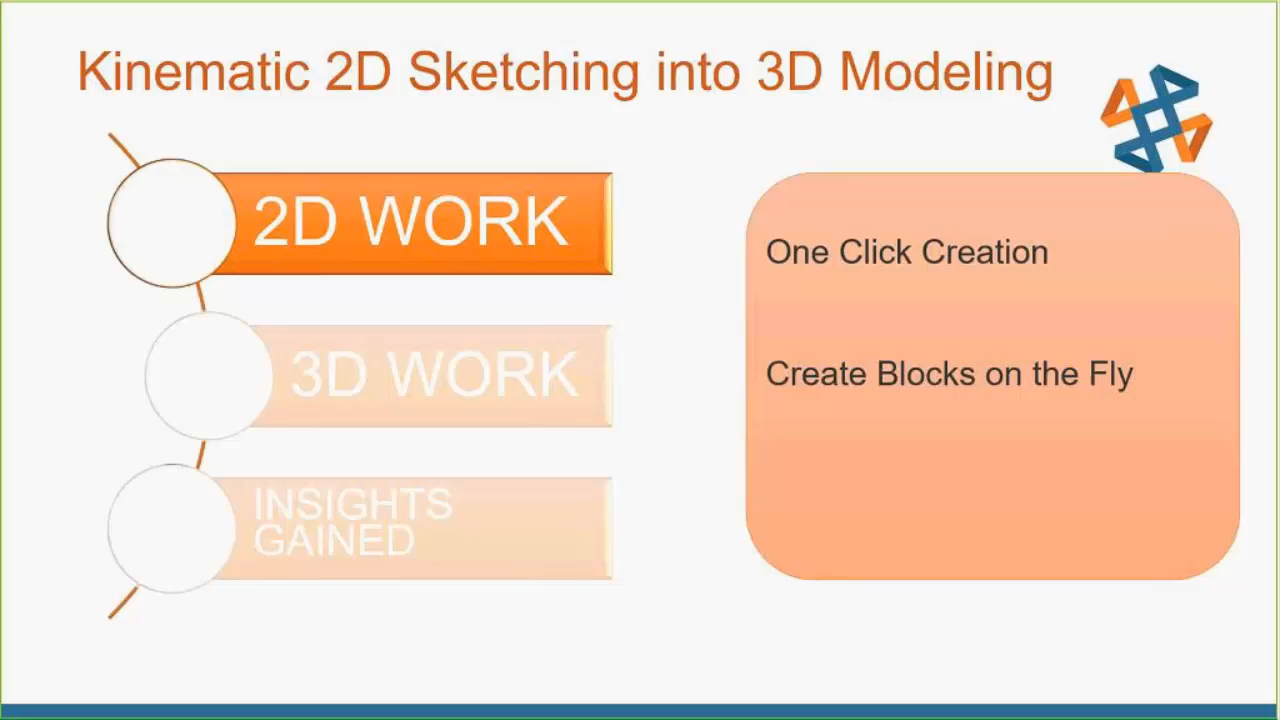 Kinematic 2D Sketching into 3D Modeling
2D WORK
3D WORK
INSIGHTS
GAINED
One Click Creation
Create Blocks on the Fly